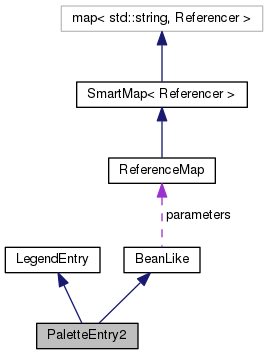 map< std::string, Referencer >
SmartMap< Referencer >
ReferenceMap
parameters
LegendEntry
BeanLike
PaletteEntry2